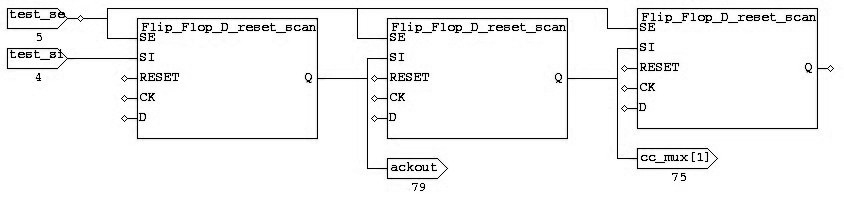 test_se
5
test_si
4
Flip_Flop_D_reset_scan
SE
SI
RESET
CK
D
Q
Flip_Flop_D_reset_scan
SE
SI
RESET
CK
D
Q
ackout
79
Flip_Flop_D_reset_scan
SE
SI
RESET
CK
D
Q
cc_mux[1]
75